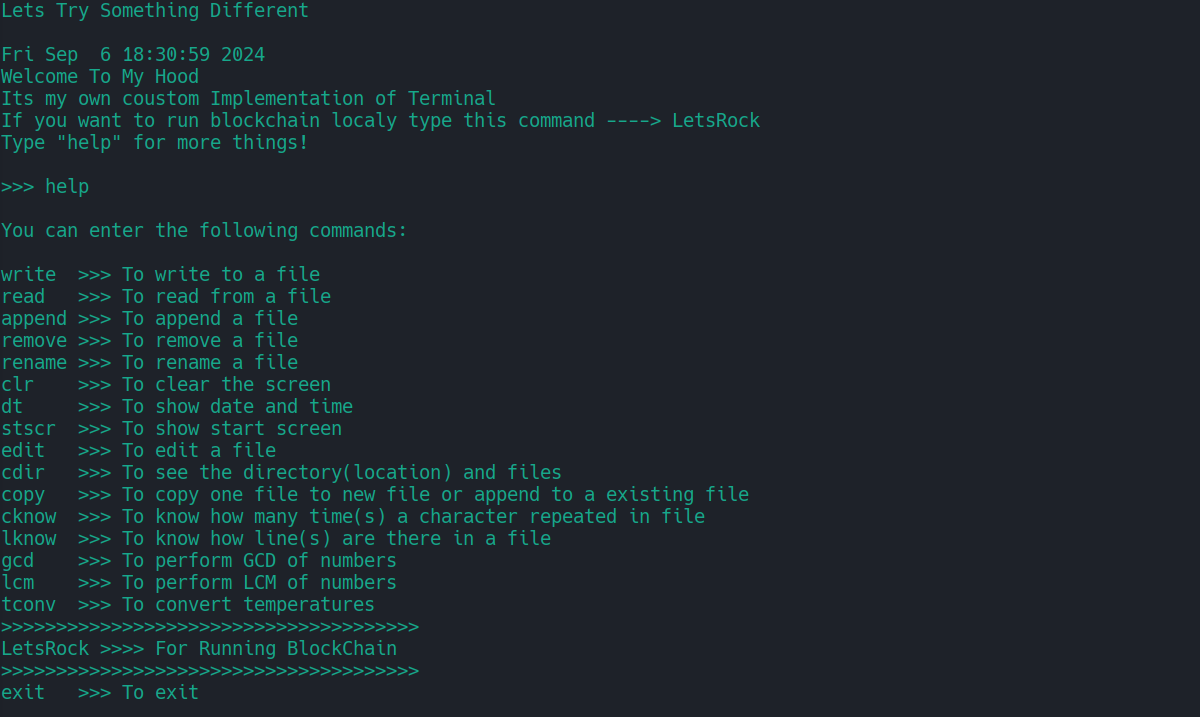 Lets Try Something Different
Fri Sep  6 18:30:59 2024
Welcome To My Hood
Its my own coustom Implementation of Terminal
If you want to run blockchain localy type this command ----> LetsRock
Type "help" for more things!
>>> help
You can enter the following commands:
write  >>> To write to a file
read   >>> To read from a file
append >>> To append a file
remove >>> To remove a file
rename >>> To rename a file
clr    >>> To clear the screen
dt     >>> To show date and time
stscr  >>> To show start screen
edit   >>> To edit a file
cdir   >>> To see the directory(location) and files
copy   >>> To copy one file to new file or append to a existing file
cknow  >>> To know how many time(s) a character repeated in file
lknow  >>> To know how line(s) are there in a file
gcd    >>> To perform GCD of numbers
lcm    >>> To perform LCM of numbers
tconv  >>> To convert temperatures
>>>>>>>>>>>>>>>>>>>>>>>>>>>>>>>>>>>>>>
LetsRock >>>> For Running BlockChain
>>>>>>>>>>>>>>>>>>>>>>>>>>>>>>>>>>>>>>
exit   >>> To exit